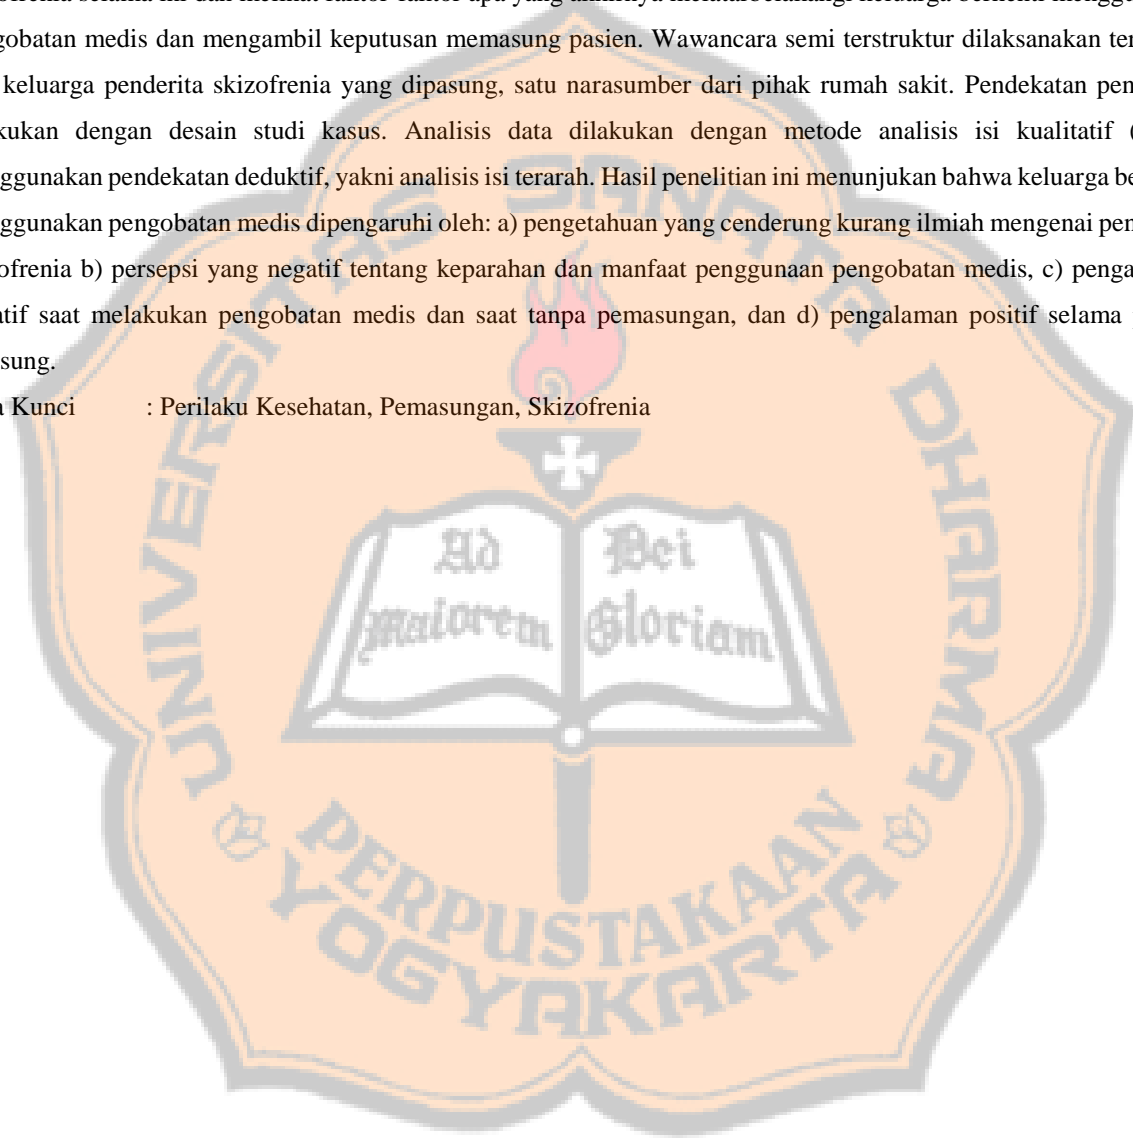 selama ini dan melihat faktor-faktor apa yang akhirnya melatarbelakangi keluarga berhenti
gobatan medis dan mengambil keputusan memasung pasien. Wawancara semi terstruktur dilaksanakan ter
keluarga penderita skizofrenia yang dipasung, satu narasumber dari pihak rumah sakit. Pendekatan pen
kukan dengan desain studi kasus. Analisis data dilakukan dengan metode analisis isi kualitatif (
ggunakan pendekatan deduktif, yakni analisis isi terarah. Hasil penelitian ini menunjukan bahwa keluarga be
ggunakan pengobatan medis dipengaruhi oleh: a) pengetahuan yang cenderung kurang ilmiah mengenai pen
ofrenia b) persepsi yang negatif tentang keparahan dan manfaat penggunaan pengobatan medis, c) penga
atif saat melakukan pengobatan medis dan saat tanpa pemasungan, dan d) pengalaman positif selama
sung.
a Kunci : Perilaku Kesehatan, Pemasungan, Skizofrenia
UNIVERSITAS SANATA DHARMA
Ad maiorem
Dei Gloriam
PERPUSTAKAAN
YOGYAKARTA